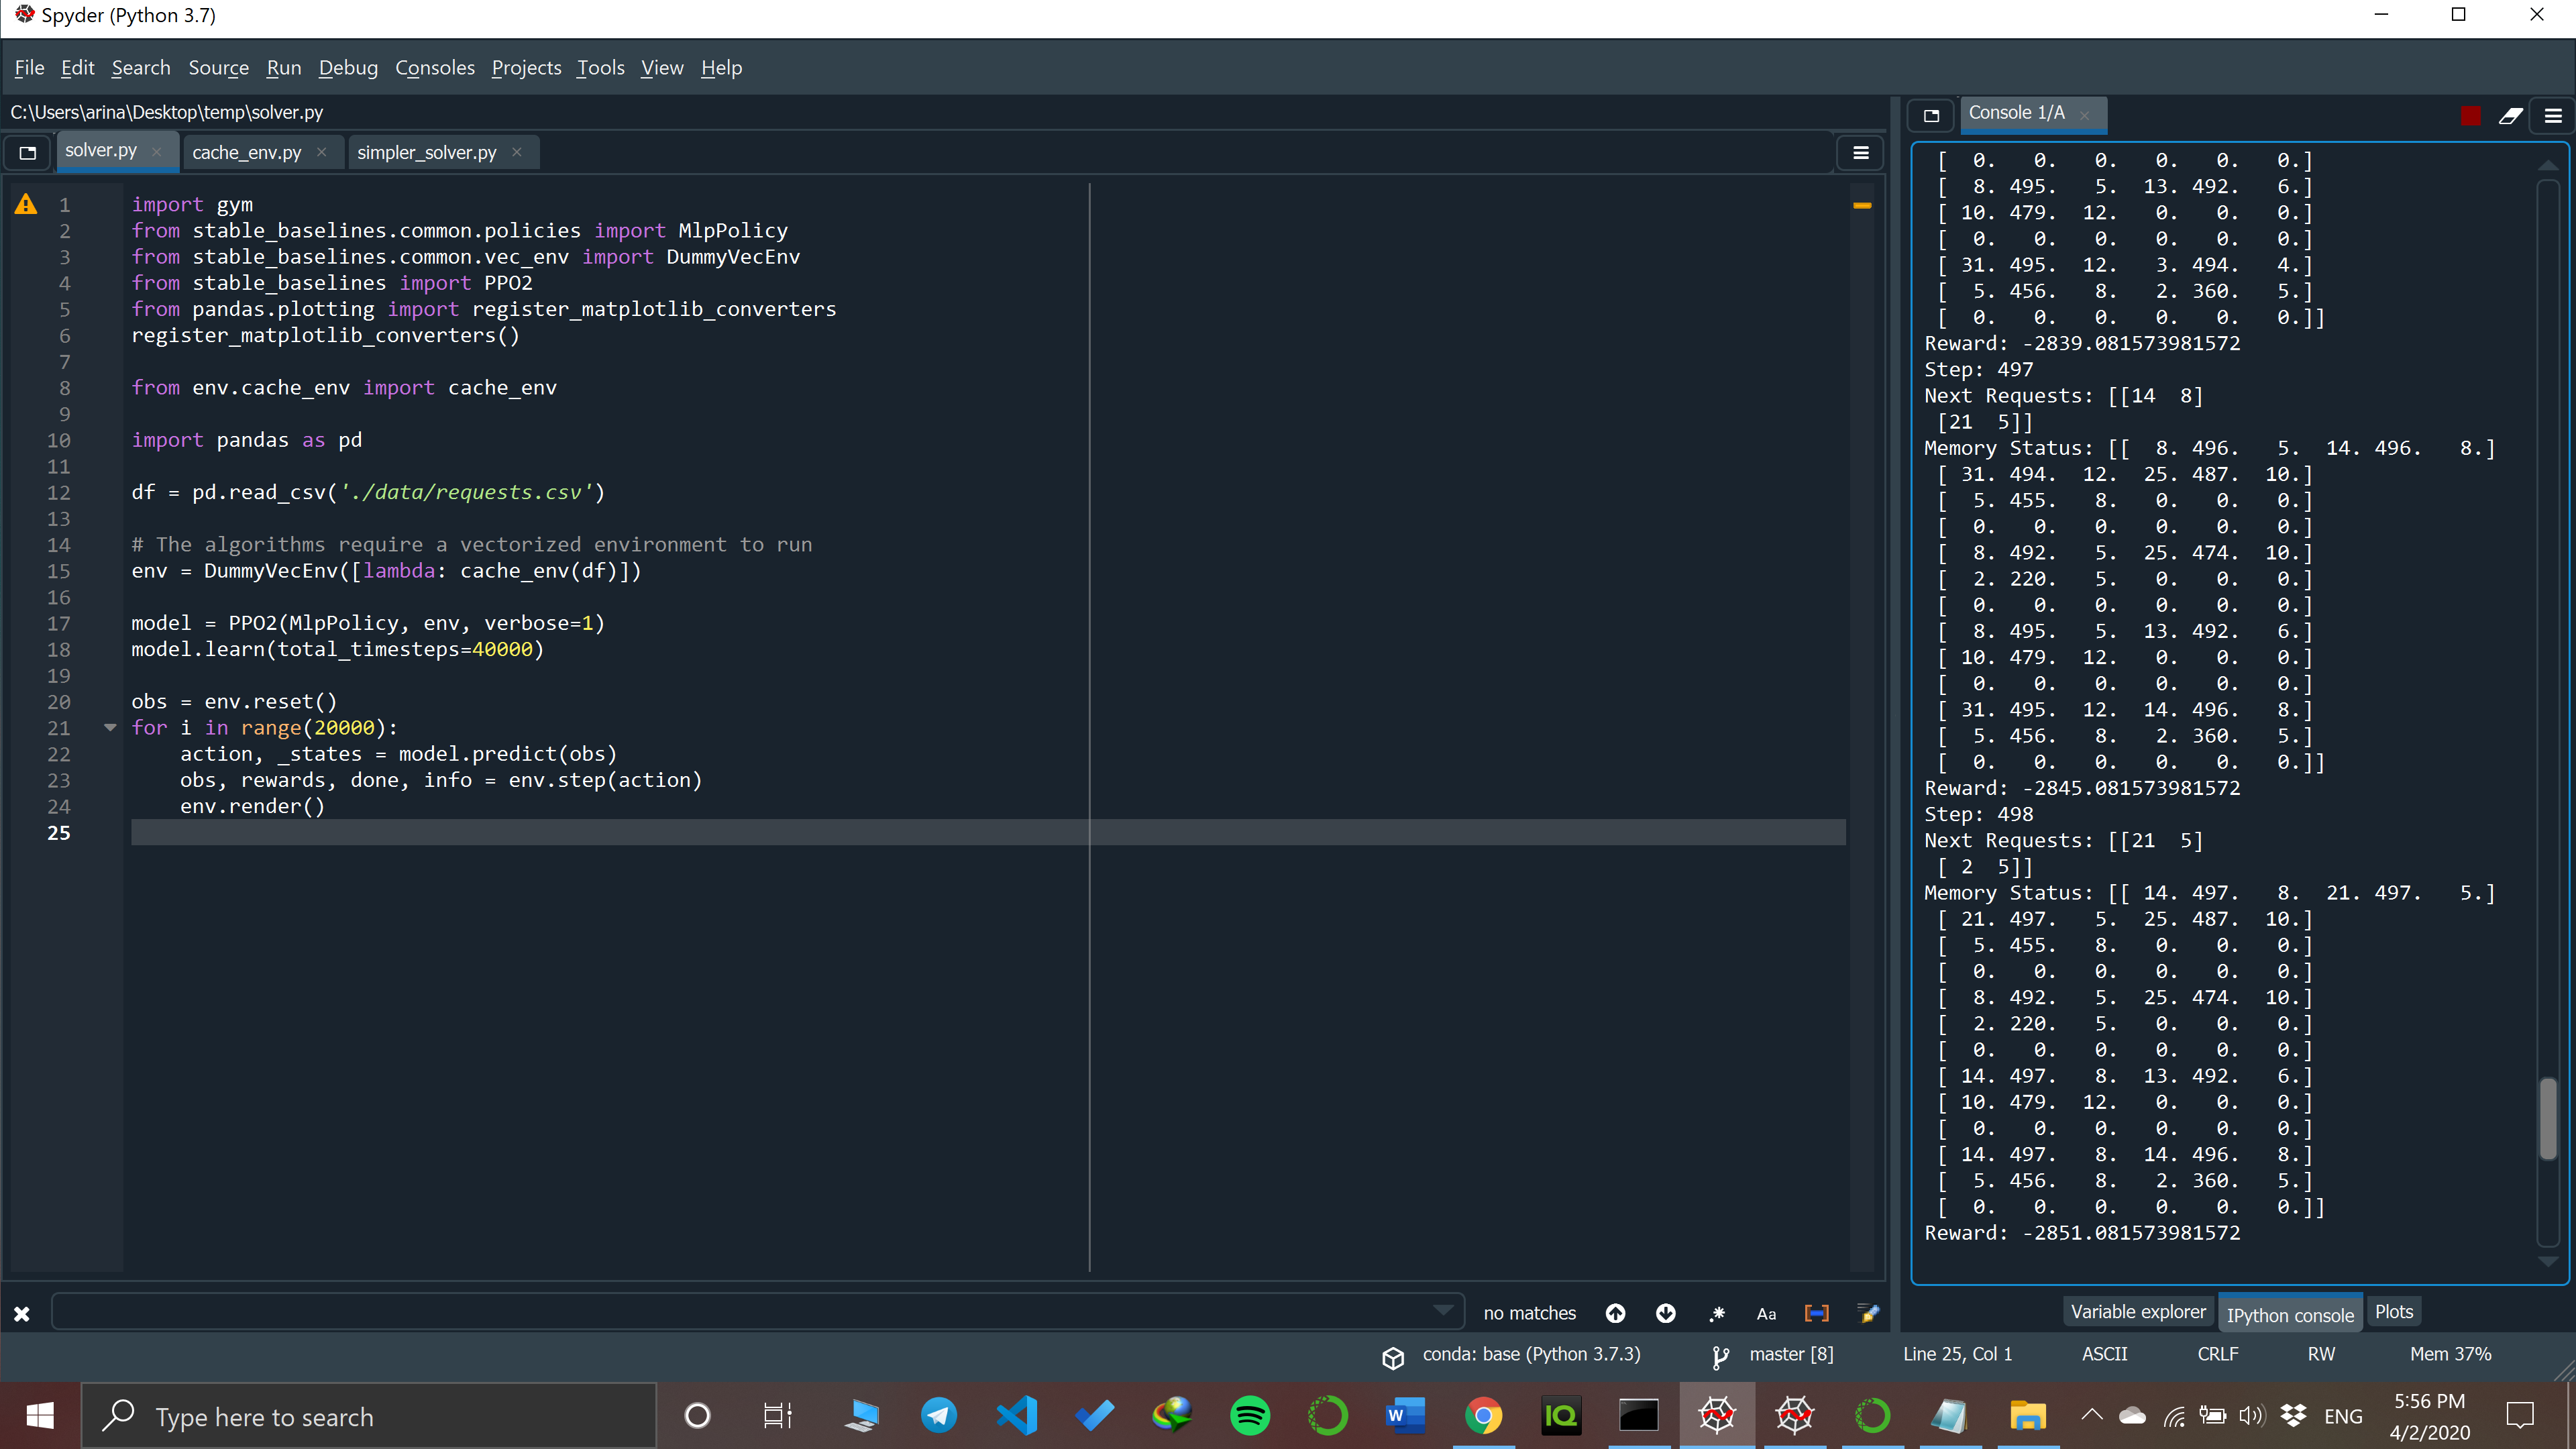 Spyder (Python 3.7)
File Edit Search Source Run Debug Consoles Projects Tools View Help
C:\Users\arina\Desktop\temp\solver.py
solver.py cache_env.py simpler_solver.py
1 import gym
2 from stable_baselines.common.policies import MlpPolicy
3 from stable_baselines.common.vec_env import DummyVecEnv
4 from stable_baselines import PPO2
5 from pandas.plotting import register_matplotlib_converters
6 register_matplotlib_converters()
7
8 from env.cache_env import cache_env
9
10 import pandas as pd
11
12 df = pd.read_csv('./data/requests.csv')
13
14 # The algorithms require a vectorized environment to run
15 env = DummyVecEnv([lambda: cache_env(df)])
16
17 model = PPO2(MlpPolicy, env, verbose=1)
18 model.learn(total_timesteps=40000)
19
20 obs = env.reset()
21 for i in range(20000):
22     action, _states = model.predict(obs)
23     obs, rewards, done, info = env.step(action)
24     env.render()
25
no matches Aa
Console 1/A
[  0.   0.   0.   0.   0.   0.]
[  8. 495.   5.  13. 492.   6.]
[ 10. 479.  12.   0.   0.   0.]
[  0.   0.   0.   0.   0.   0.]
[ 31. 495.  12.   3. 494.   4.]
[  5. 456.   8.   2. 360.   5.]
[  0.   0.   0.   0.   0.   0.]]
Reward: -2839.081573981572
Step: 497
Next Requests: [[14  8]
[21  5]]
Memory Status: [[  8. 496.   5.  14. 496.   8.]
[ 31. 494.  12.  25. 487.  10.]
[  5. 455.   8.   0.   0.   0.]
[  0.   0.   0.   0.   0.   0.]
[  8. 492.   5.  25. 474.  10.]
[  2. 220.   5.   0.   0.   0.]
[  0.   0.   0.   0.   0.   0.]
[  8. 495.   5.  13. 492.   6.]
[ 10. 479.  12.   0.   0.   0.]
[  0.   0.   0.   0.   0.   0.]
[ 31. 495.  12.  14. 496.   8.]
[  5. 456.   8.   2. 360.   5.]
[  0.   0.   0.   0.   0.   0.]]
Reward: -2845.081573981572
Step: 498
Next Requests: [[21  5]
[ 2  5]]
Memory Status: [[ 14. 497.   8.  21. 497.   5.]
[ 21. 497.   5.  25. 487.  10.]
[  5. 455.   8.   0.   0.   0.]
[  0.   0.   0.   0.   0.   0.]
[  8. 492.   5.  25. 474.  10.]
[  2. 220.   5.   0.   0.   0.]
[  0.   0.   0.   0.   0.   0.]
[ 14. 497.   8.  13. 492.   6.]
[ 10. 479.  12.   0.   0.   0.]
[  0.   0.   0.   0.   0.   0.]
[ 14. 497.   8.  14. 496.   8.]
[  5. 456.   8.   2. 360.   5.]
[  0.   0.   0.   0.   0.   0.]]
Reward: -2851.081573981572
Variable explorer IPython console Plots
conda: base (Python 3.7.3) master [8] Line 25, Col 1 ASCII CRLF RW Mem 37%
Type here to search W IQ ENG
5:56 PM
4/2/2020